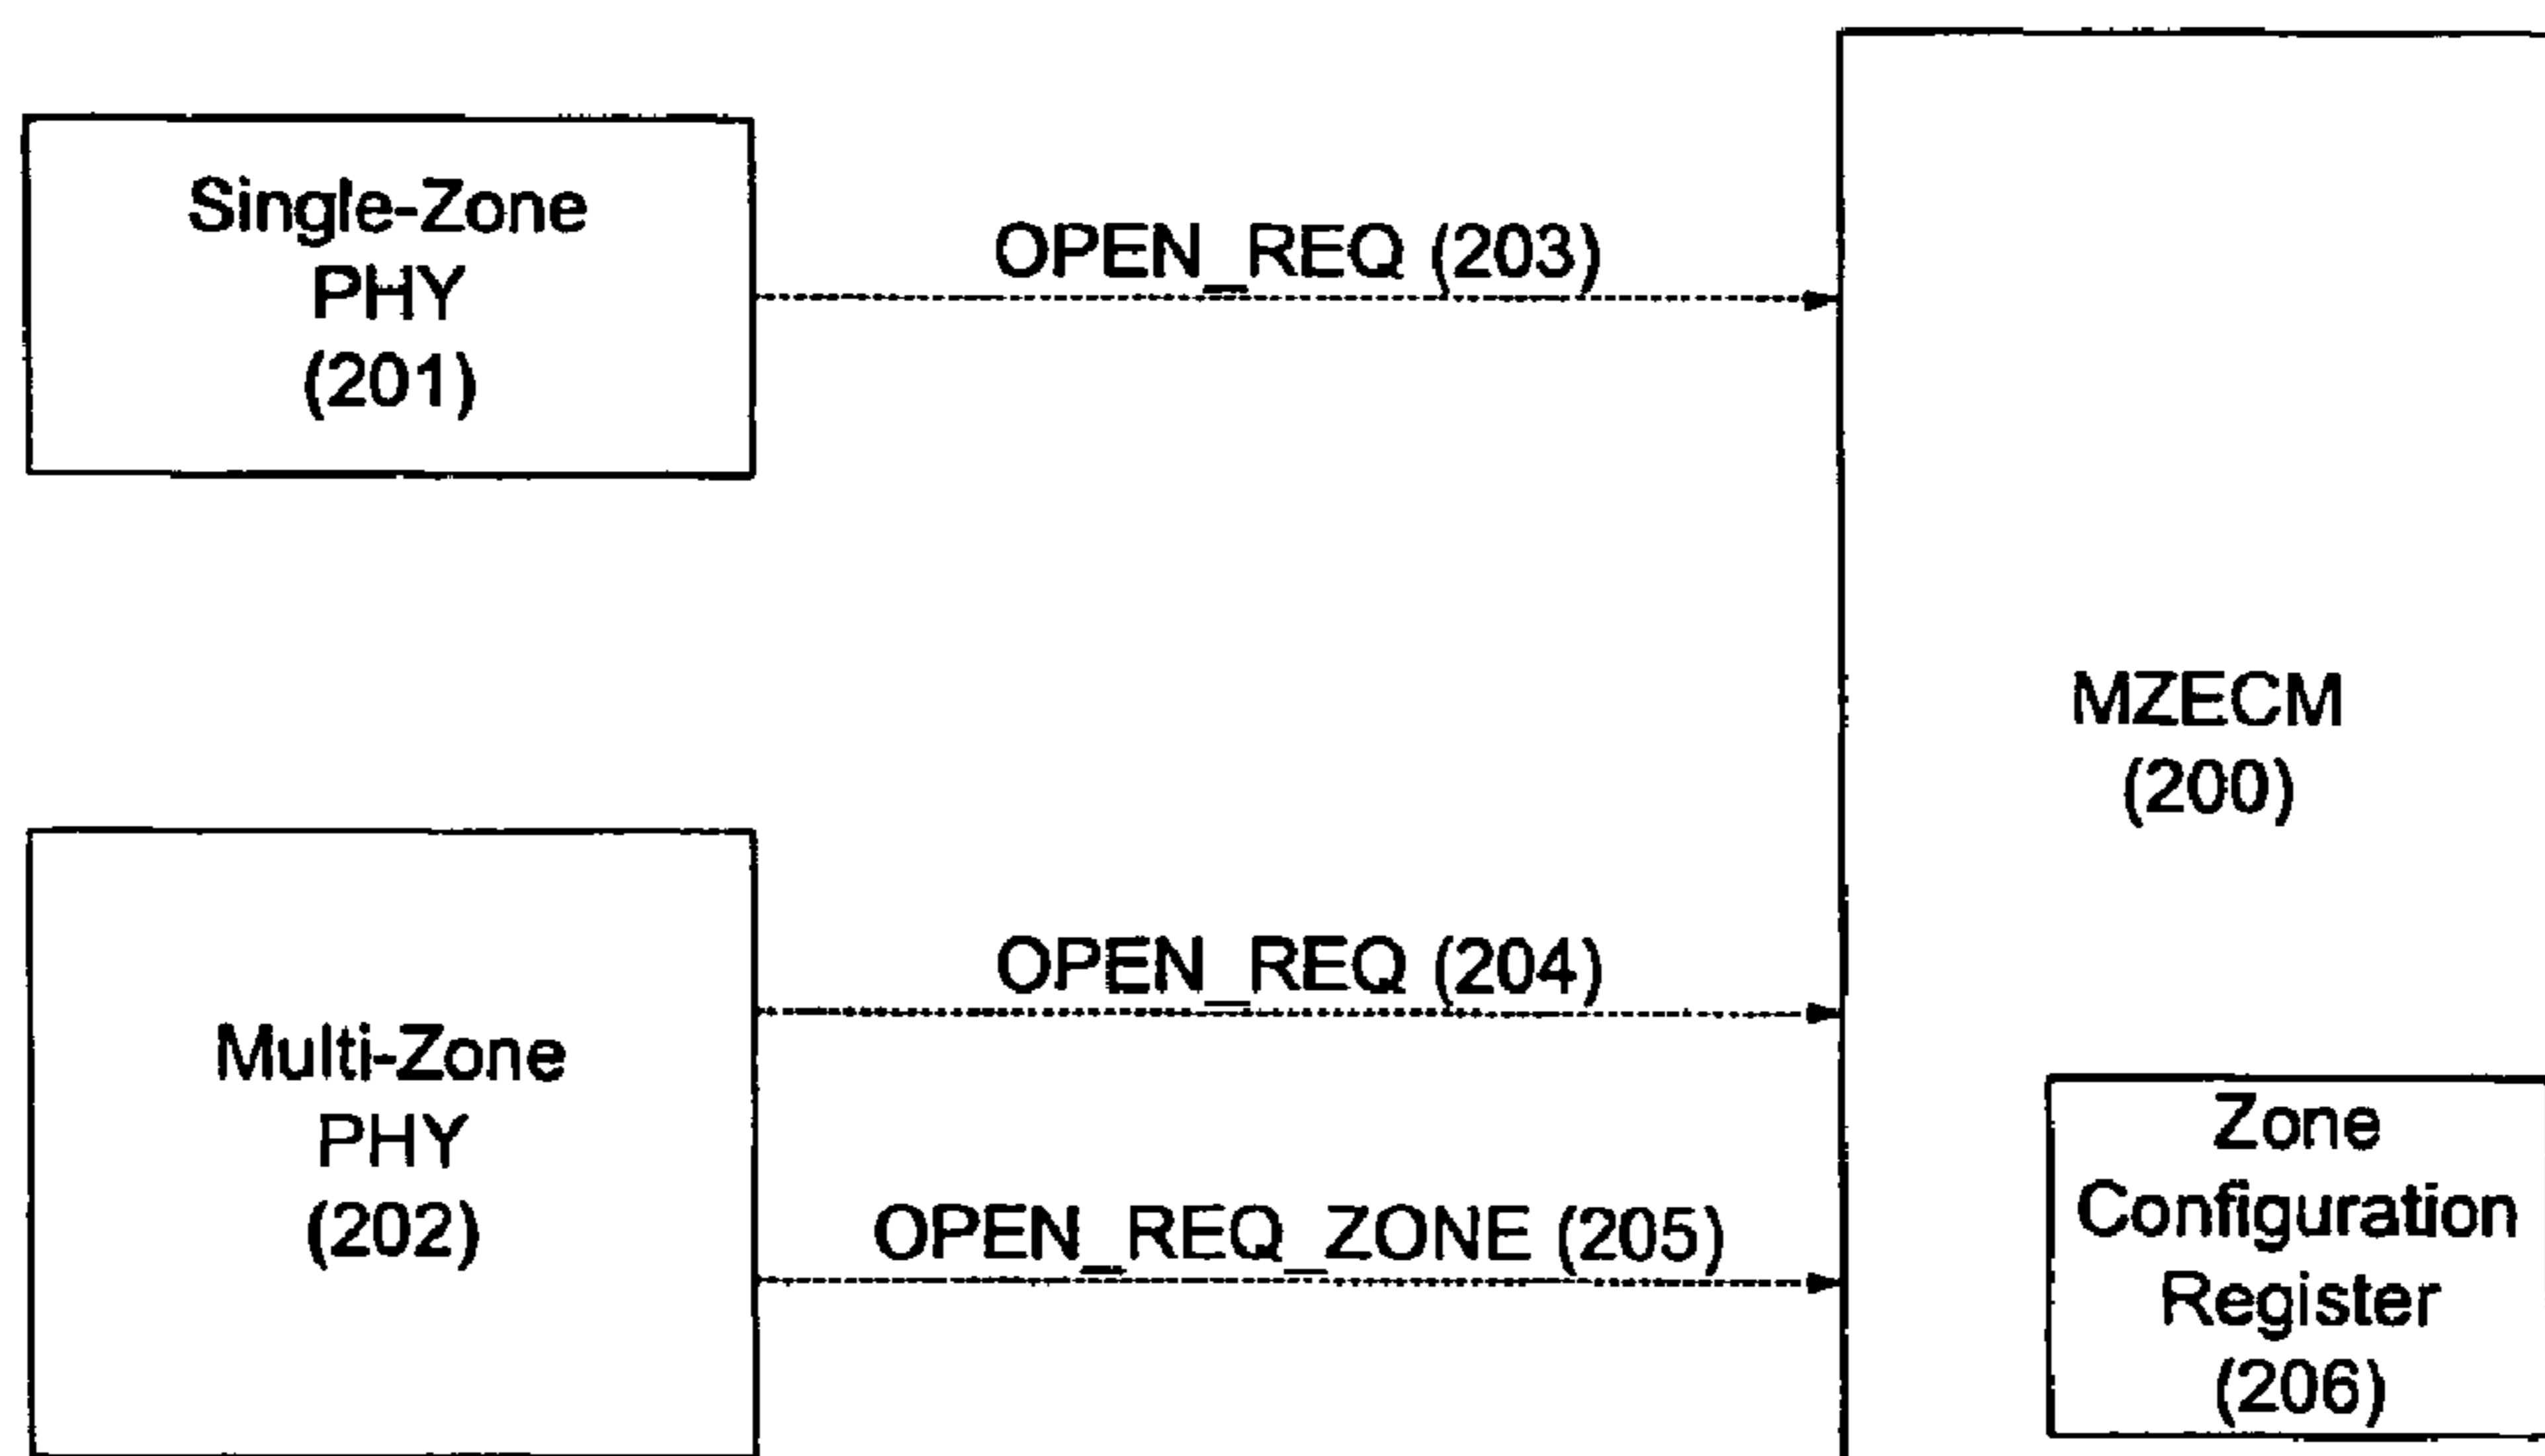 Single-Zone
PHY
(201)
OPEN_REQ (203)
MZECM
(200)
OPEN_REQ (204)
Multi-Zone
PHY
(202)
OPEN_REQ_ZONE (205)
Zone
Configuration
Register
(206)